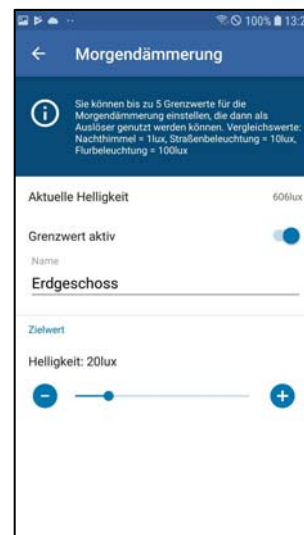 100% 13:2
Morgendämmerung
Sie können bis zu 5 Grenzwerte für die
Morgendämmerung einstellen, die dann als
Auslöser genutzt werden können. Vergleichswerte:
Nachthimmel = 1lux, Straßenbeleuchtung = 10lux,
Flurbeleuchtung = 100lux
Aktuelle Helligkeit 606lux
Grenzwert aktiv
Name
Erdgeschoss
Zielwert
Helligkeit: 20lux